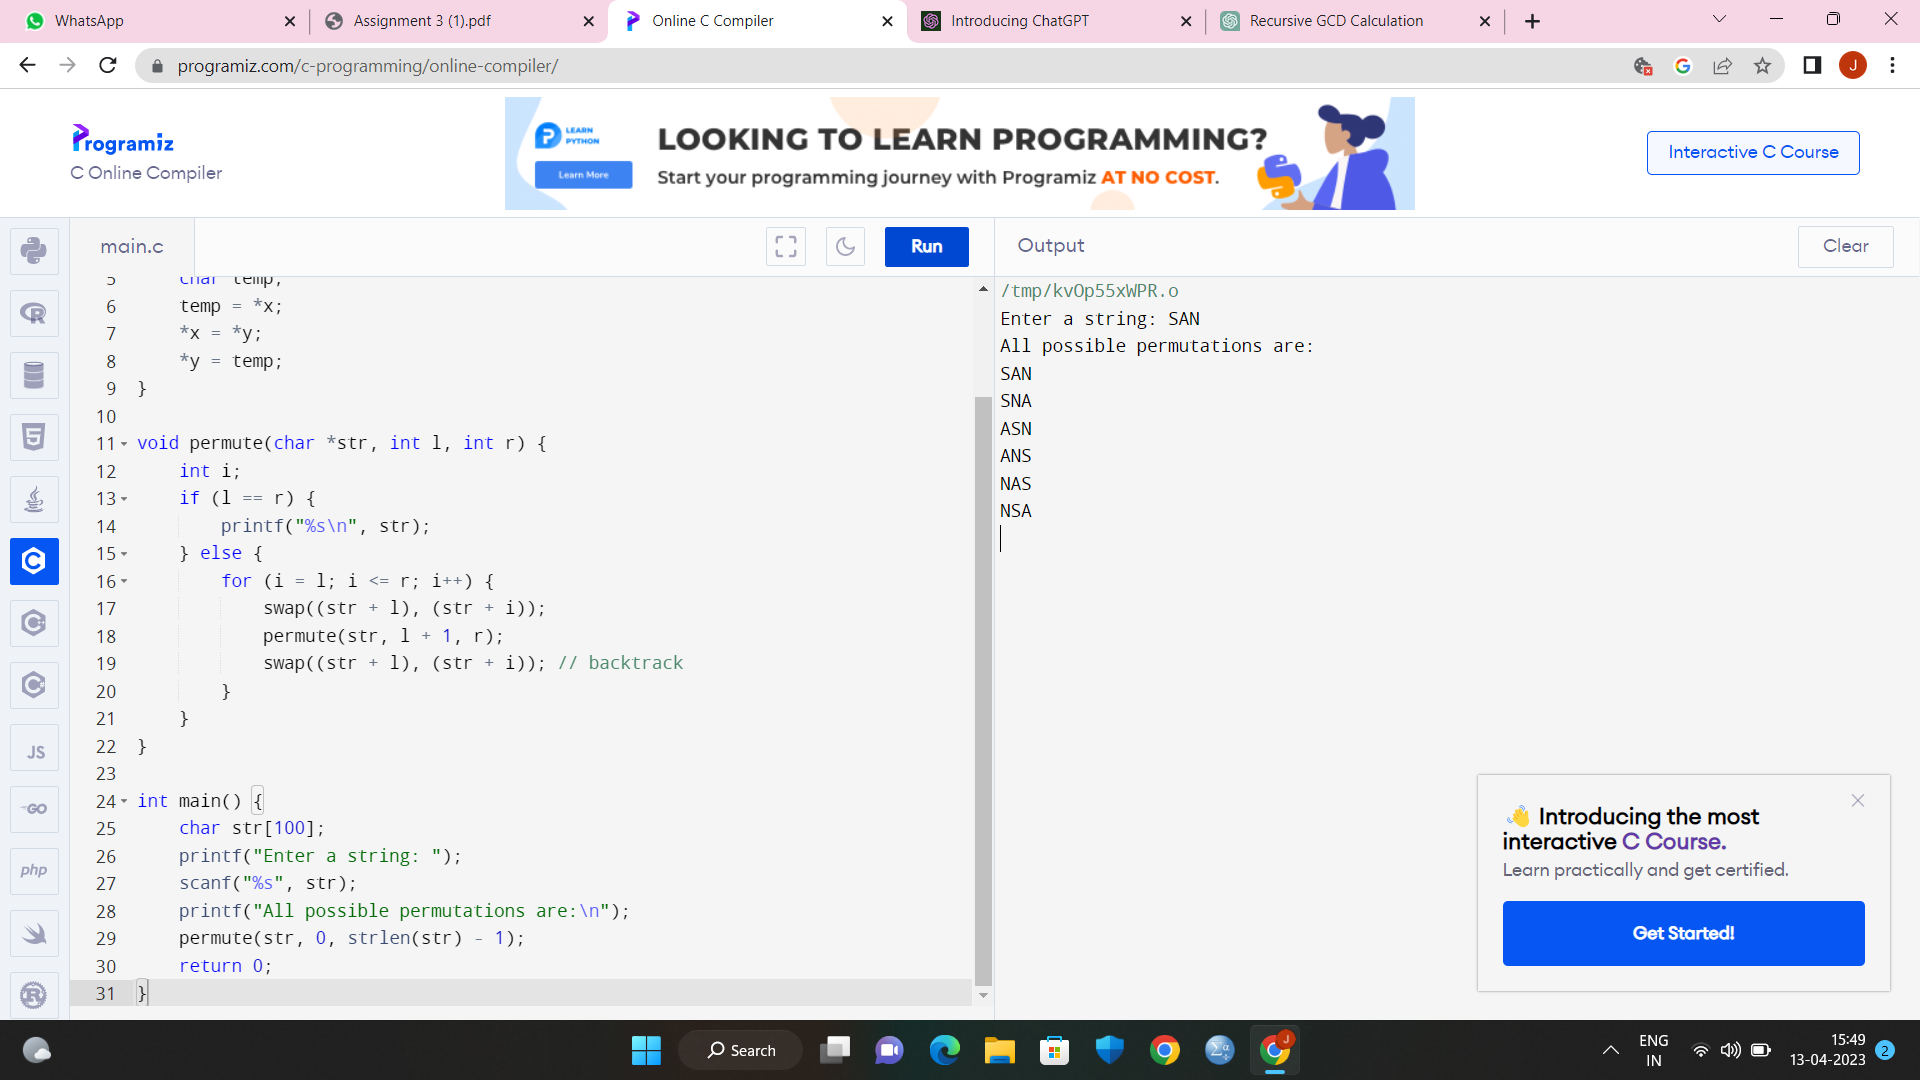 WhatsApp
Assignment 3 (1).pdf
Online C Compiler
Introducing ChatGPT
Recursive GCD Calculation
programiz.com/c-programming/online-compiler/
J
Programiz
C Online Compiler
LEARN PYTHON
Learn More
LOOKING TO LEARN PROGRAMMING?
Start your programming journey with Programiz AT NO COST.
Interactive C Course
main.c
Run
Output
Clear
5 char temp;
6 temp = *x;
7 *x = *y;
8 *y = temp;
9 }
10
11 void permute(char *str, int l, int r) {
12 int i;
13 if (l == r) {
14 printf("%s\n", str);
15 } else {
16 for (i = l; i <= r; i++) {
17 swap((str + l), (str + i));
18 permute(str, l + 1, r);
19 swap((str + l), (str + i)); // backtrack
20 }
21 }
22 }
23
24 int main() {
25 char str[100];
26 printf("Enter a string: ");
27 scanf("%s", str);
28 printf("All possible permutations are:\n");
29 permute(str, 0, strlen(str) - 1);
30 return 0;
31 }
/tmp/kvOp55xWPR.o
Enter a string: SAN
All possible permutations are:
SAN
SNA
ASN
ANS
NAS
NSA
JS
GO
php
👋 Introducing the most
interactive C Course.
Learn practically and get certified.
Get Started!
Search
J
ENG
IN
15:49
13-04-2023
2